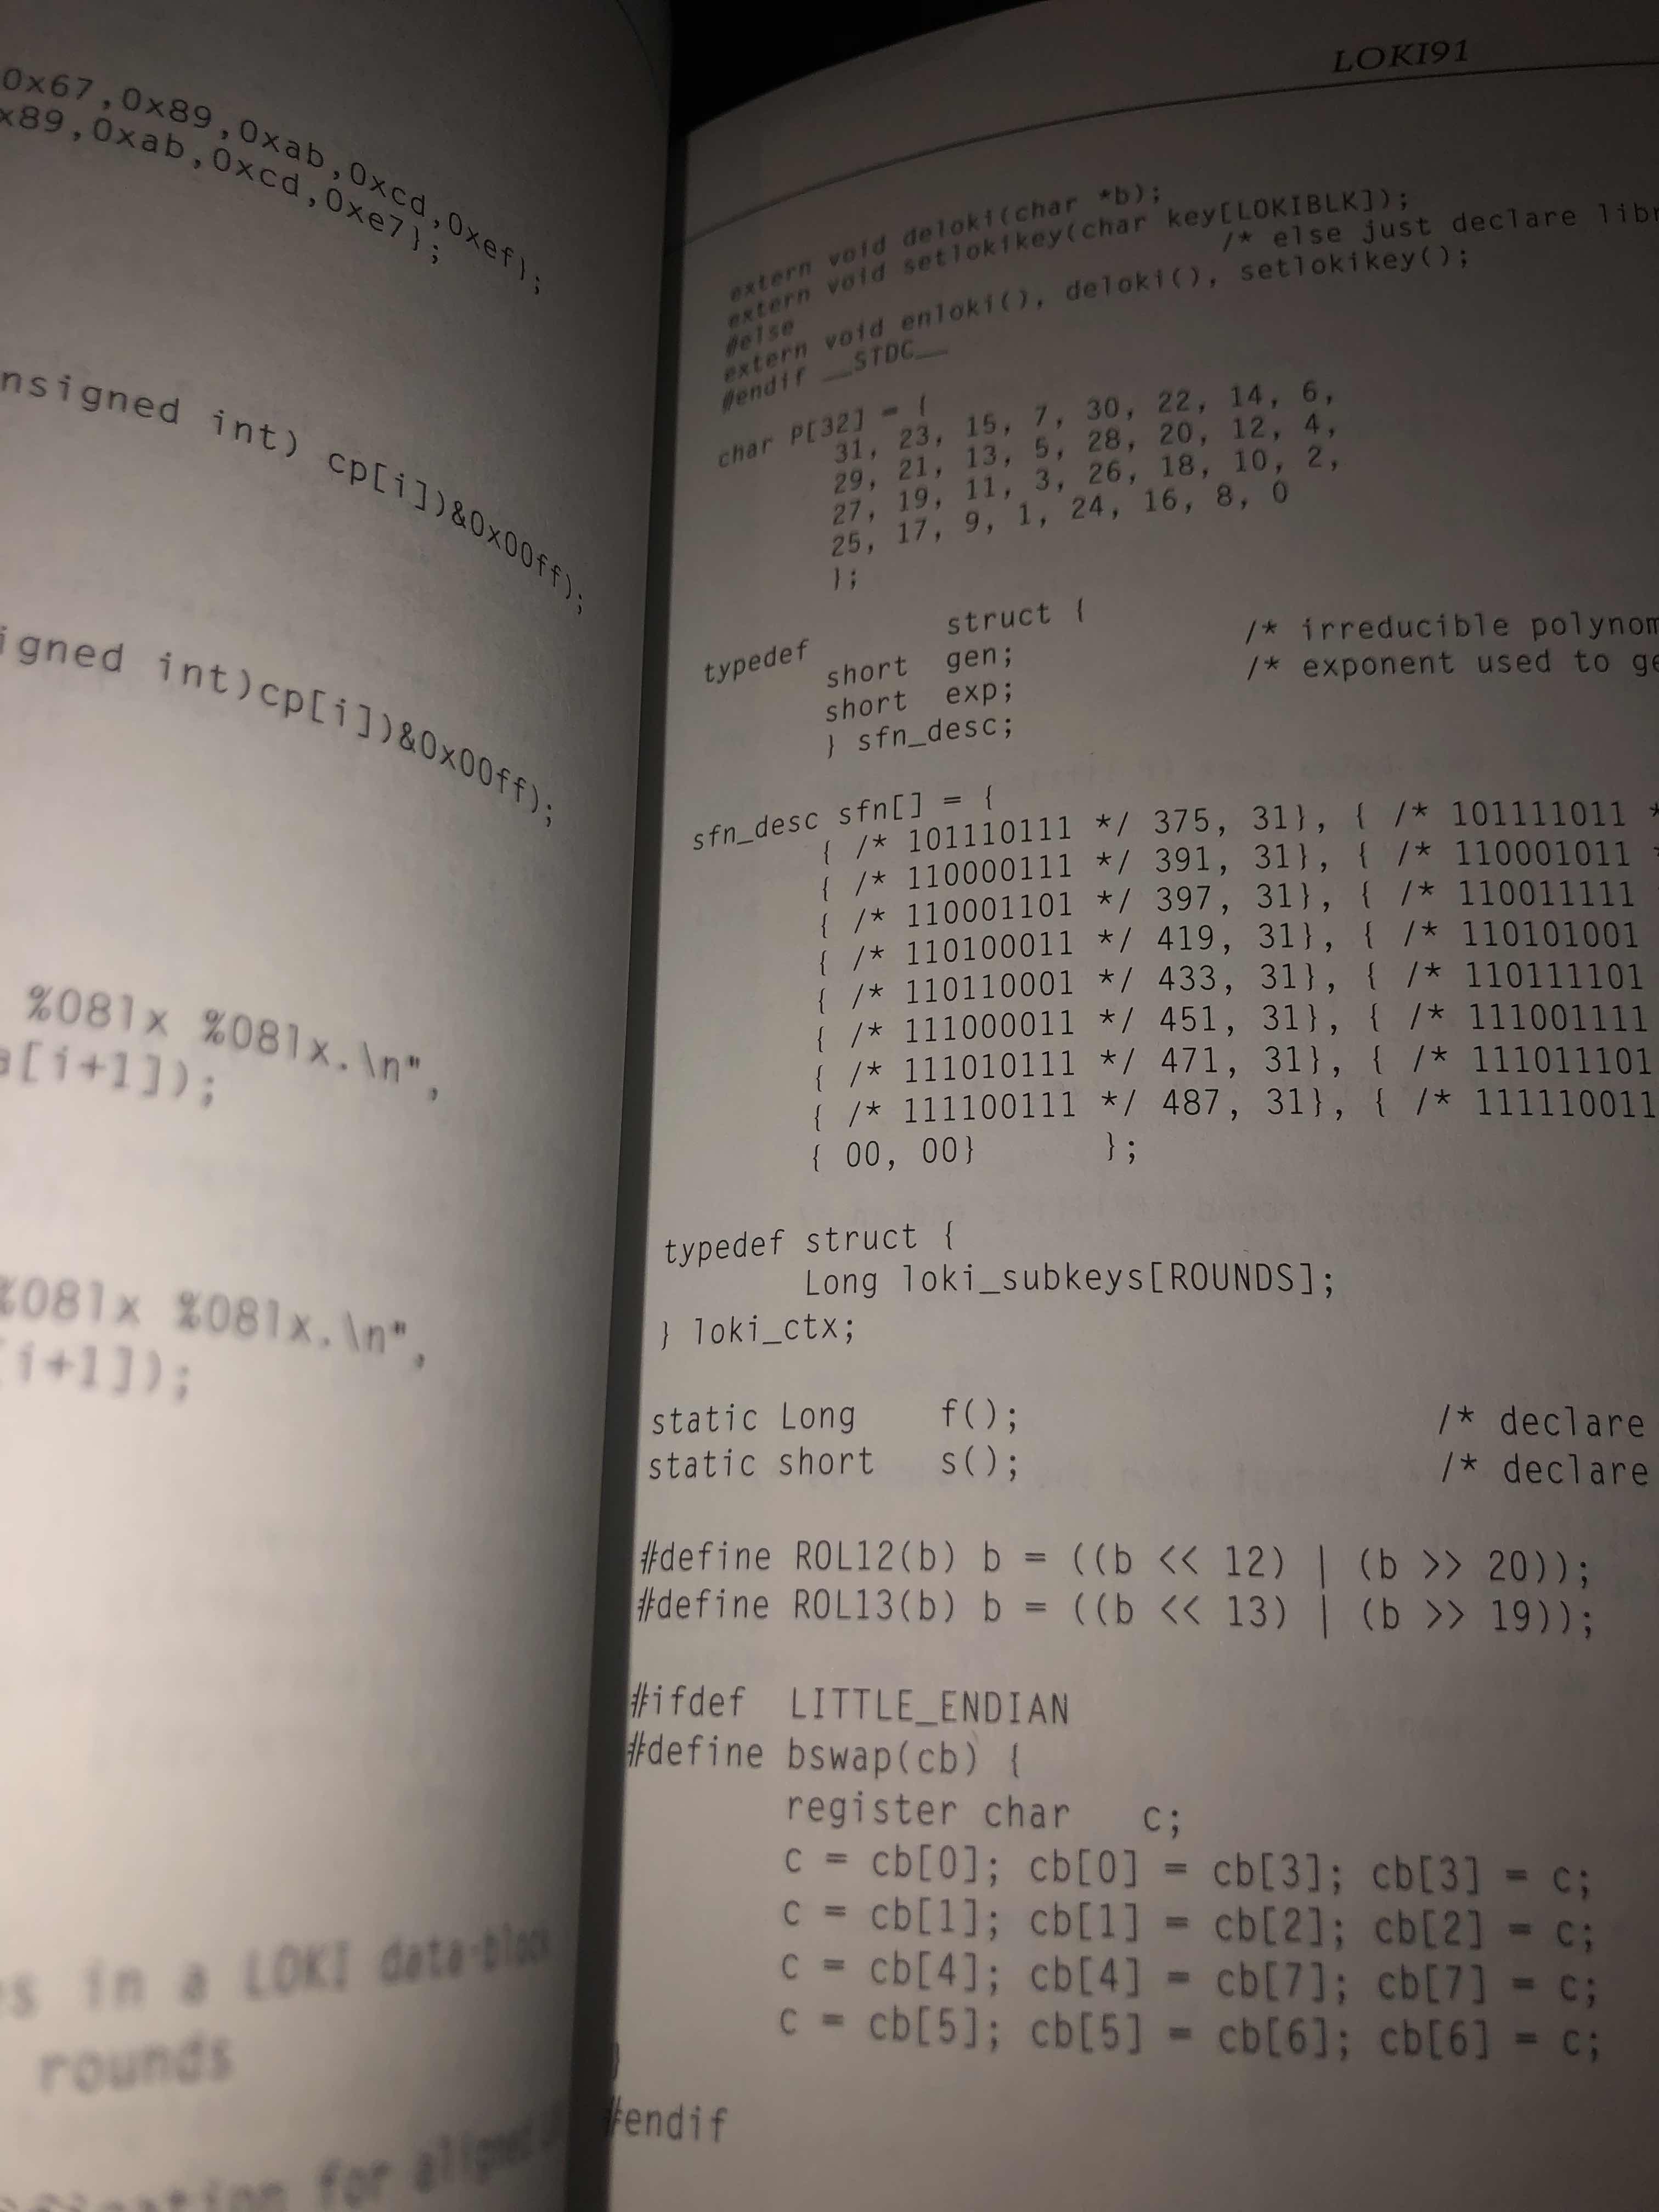 0x67,0x89,0xab,0xcd,0xef};
x89,0xab,0xcd,0xe7};
nsigned int) cp[i])&0x00ff);
igned int)cp[i])&0x00ff);
%08lx %08lx.\n",
a[i+1]);
%08lx %08lx.\n",
[i+1]);
s in a LOKI data-block
rounds
for aligned
LOKI91
extern void deloki(char *b);
extern void setlokikey(char key[LOKIBLK]);
#else /* else just declare libr
extern void enloki(), deloki(), setlokikey();
#endif __STDC__
char P[32] = {
31, 23, 15, 7, 30, 22, 14, 6,
29, 21, 13, 5, 28, 20, 12, 4,
27, 19, 11, 3, 26, 18, 10, 2,
25, 17, 9, 1, 24, 16, 8, 0
};
typedef struct {
short gen; /* irreducible polynom
short exp; /* exponent used to ge
} sfn_desc;
sfn_desc sfn[] = {
{ /* 101110111 */ 375, 31}, { /* 101111011 *
{ /* 110000111 */ 391, 31}, { /* 110001011 *
{ /* 110001101 */ 397, 31}, { /* 110011111
{ /* 110100011 */ 419, 31}, { /* 110101001
{ /* 110110001 */ 433, 31}, { /* 110111101
{ /* 111000011 */ 451, 31}, { /* 111001111
{ /* 111010111 */ 471, 31}, { /* 111011101
{ /* 111100111 */ 487, 31}, { /* 111110011
{ 00, 00} };
typedef struct {
Long loki_subkeys[ROUNDS];
} loki_ctx;
static Long f(); /* declare
static short s(); /* declare
#define ROL12(b) b = ((b << 12) | (b >> 20));
#define ROL13(b) b = ((b << 13) | (b >> 19));
#ifdef LITTLE_ENDIAN
#define bswap(cb) {
register char c;
c = cb[0]; cb[0] = cb[3]; cb[3] = c;
c = cb[1]; cb[1] = cb[2]; cb[2] = c;
c = cb[4]; cb[4] = cb[7]; cb[7] = c;
c = cb[5]; cb[5] = cb[6]; cb[6] = c;
}
#endif